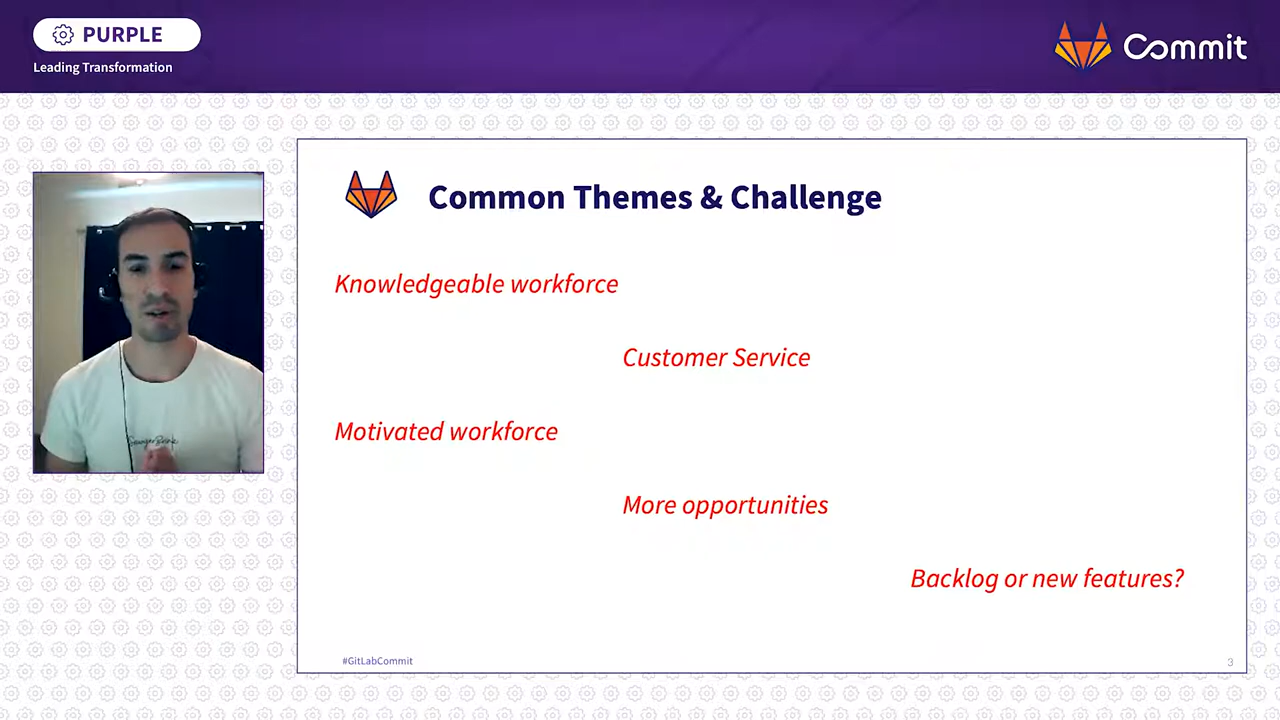 PURPLE
Leading Transformation
Commit
Common Themes & Challenge
Knowledgeable workforce
Customer Service
Motivated workforce
More opportunities
Backlog or new features?
#GitLabCommit
3